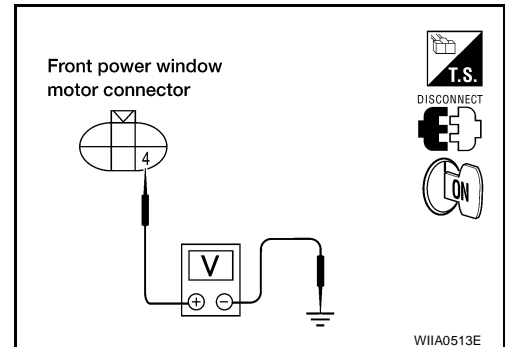 Front power window
motor connector
T.S.
DISCONNECT
4
ON
V
+ −
WIIA0513E